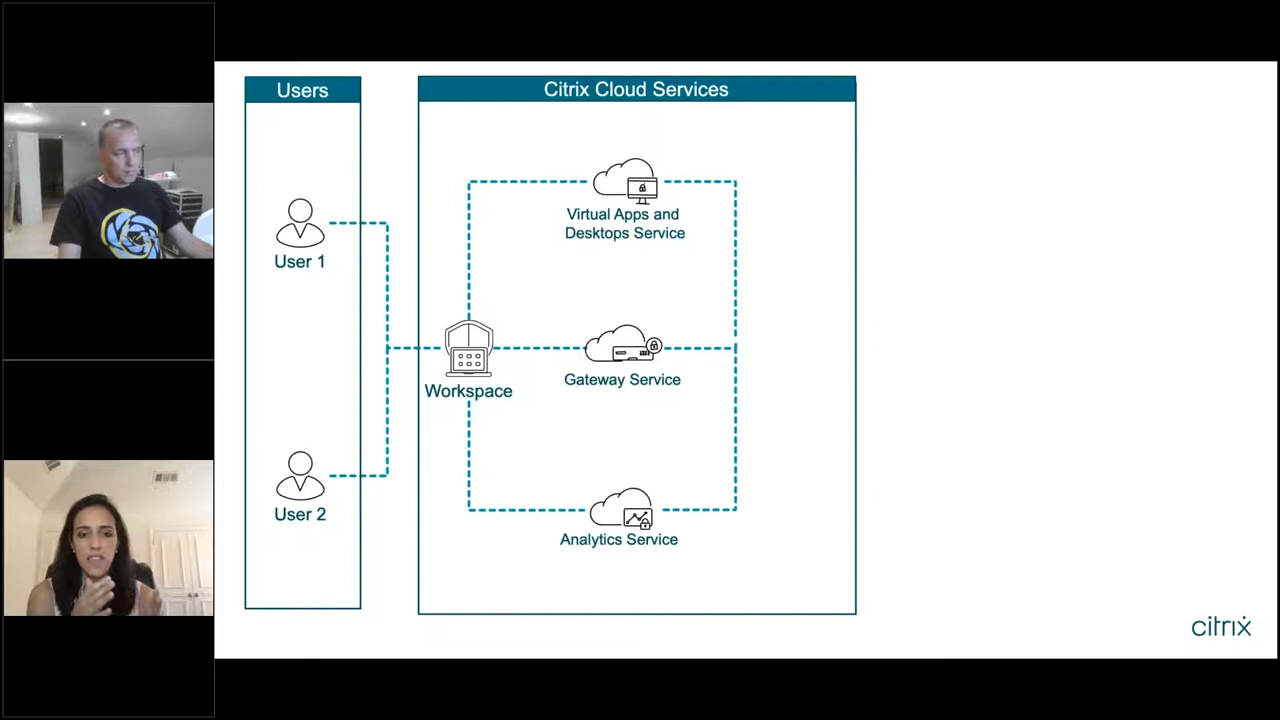 Users
Citrix Cloud Services
Virtual Apps and
Desktops Service
User 1
Workspace
Gateway Service
User 2
Analytics Service
citrix